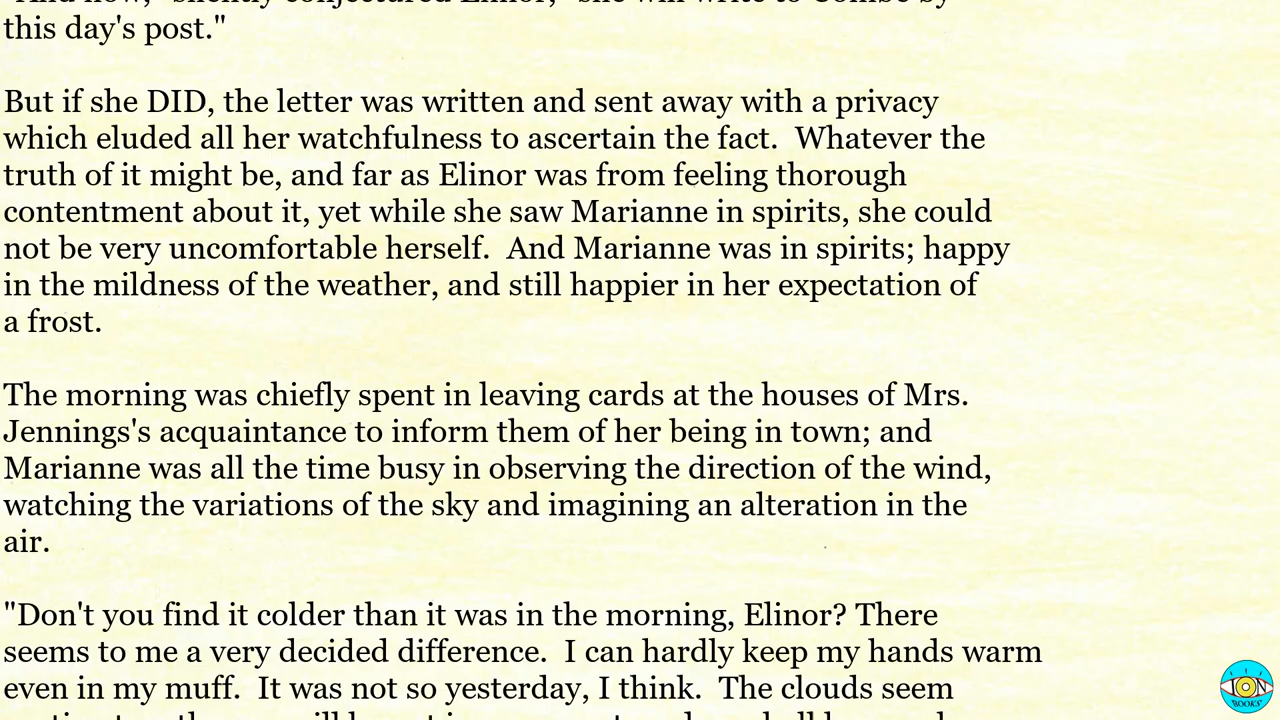 this day's post."
But if she DID, the letter was written and sent away with a privacy
which eluded all her watchfulness to ascertain the fact.  Whatever the
truth of it might be, and far as Elinor was from feeling thorough
contentment about it, yet while she saw Marianne in spirits, she could
not be very uncomfortable herself.  And Marianne was in spirits; happy
in the mildness of the weather, and still happier in her expectation of
a frost.
The morning was chiefly spent in leaving cards at the houses of Mrs.
Jennings's acquaintance to inform them of her being in town; and
Marianne was all the time busy in observing the direction of the wind,
watching the variations of the sky and imagining an alteration in the
air.
"Don't you find it colder than it was in the morning, Elinor? There
seems to me a very decided difference.  I can hardly keep my hands warm
even in my muff.  It was not so yesterday, I think.  The clouds seem
ION
BOOKS